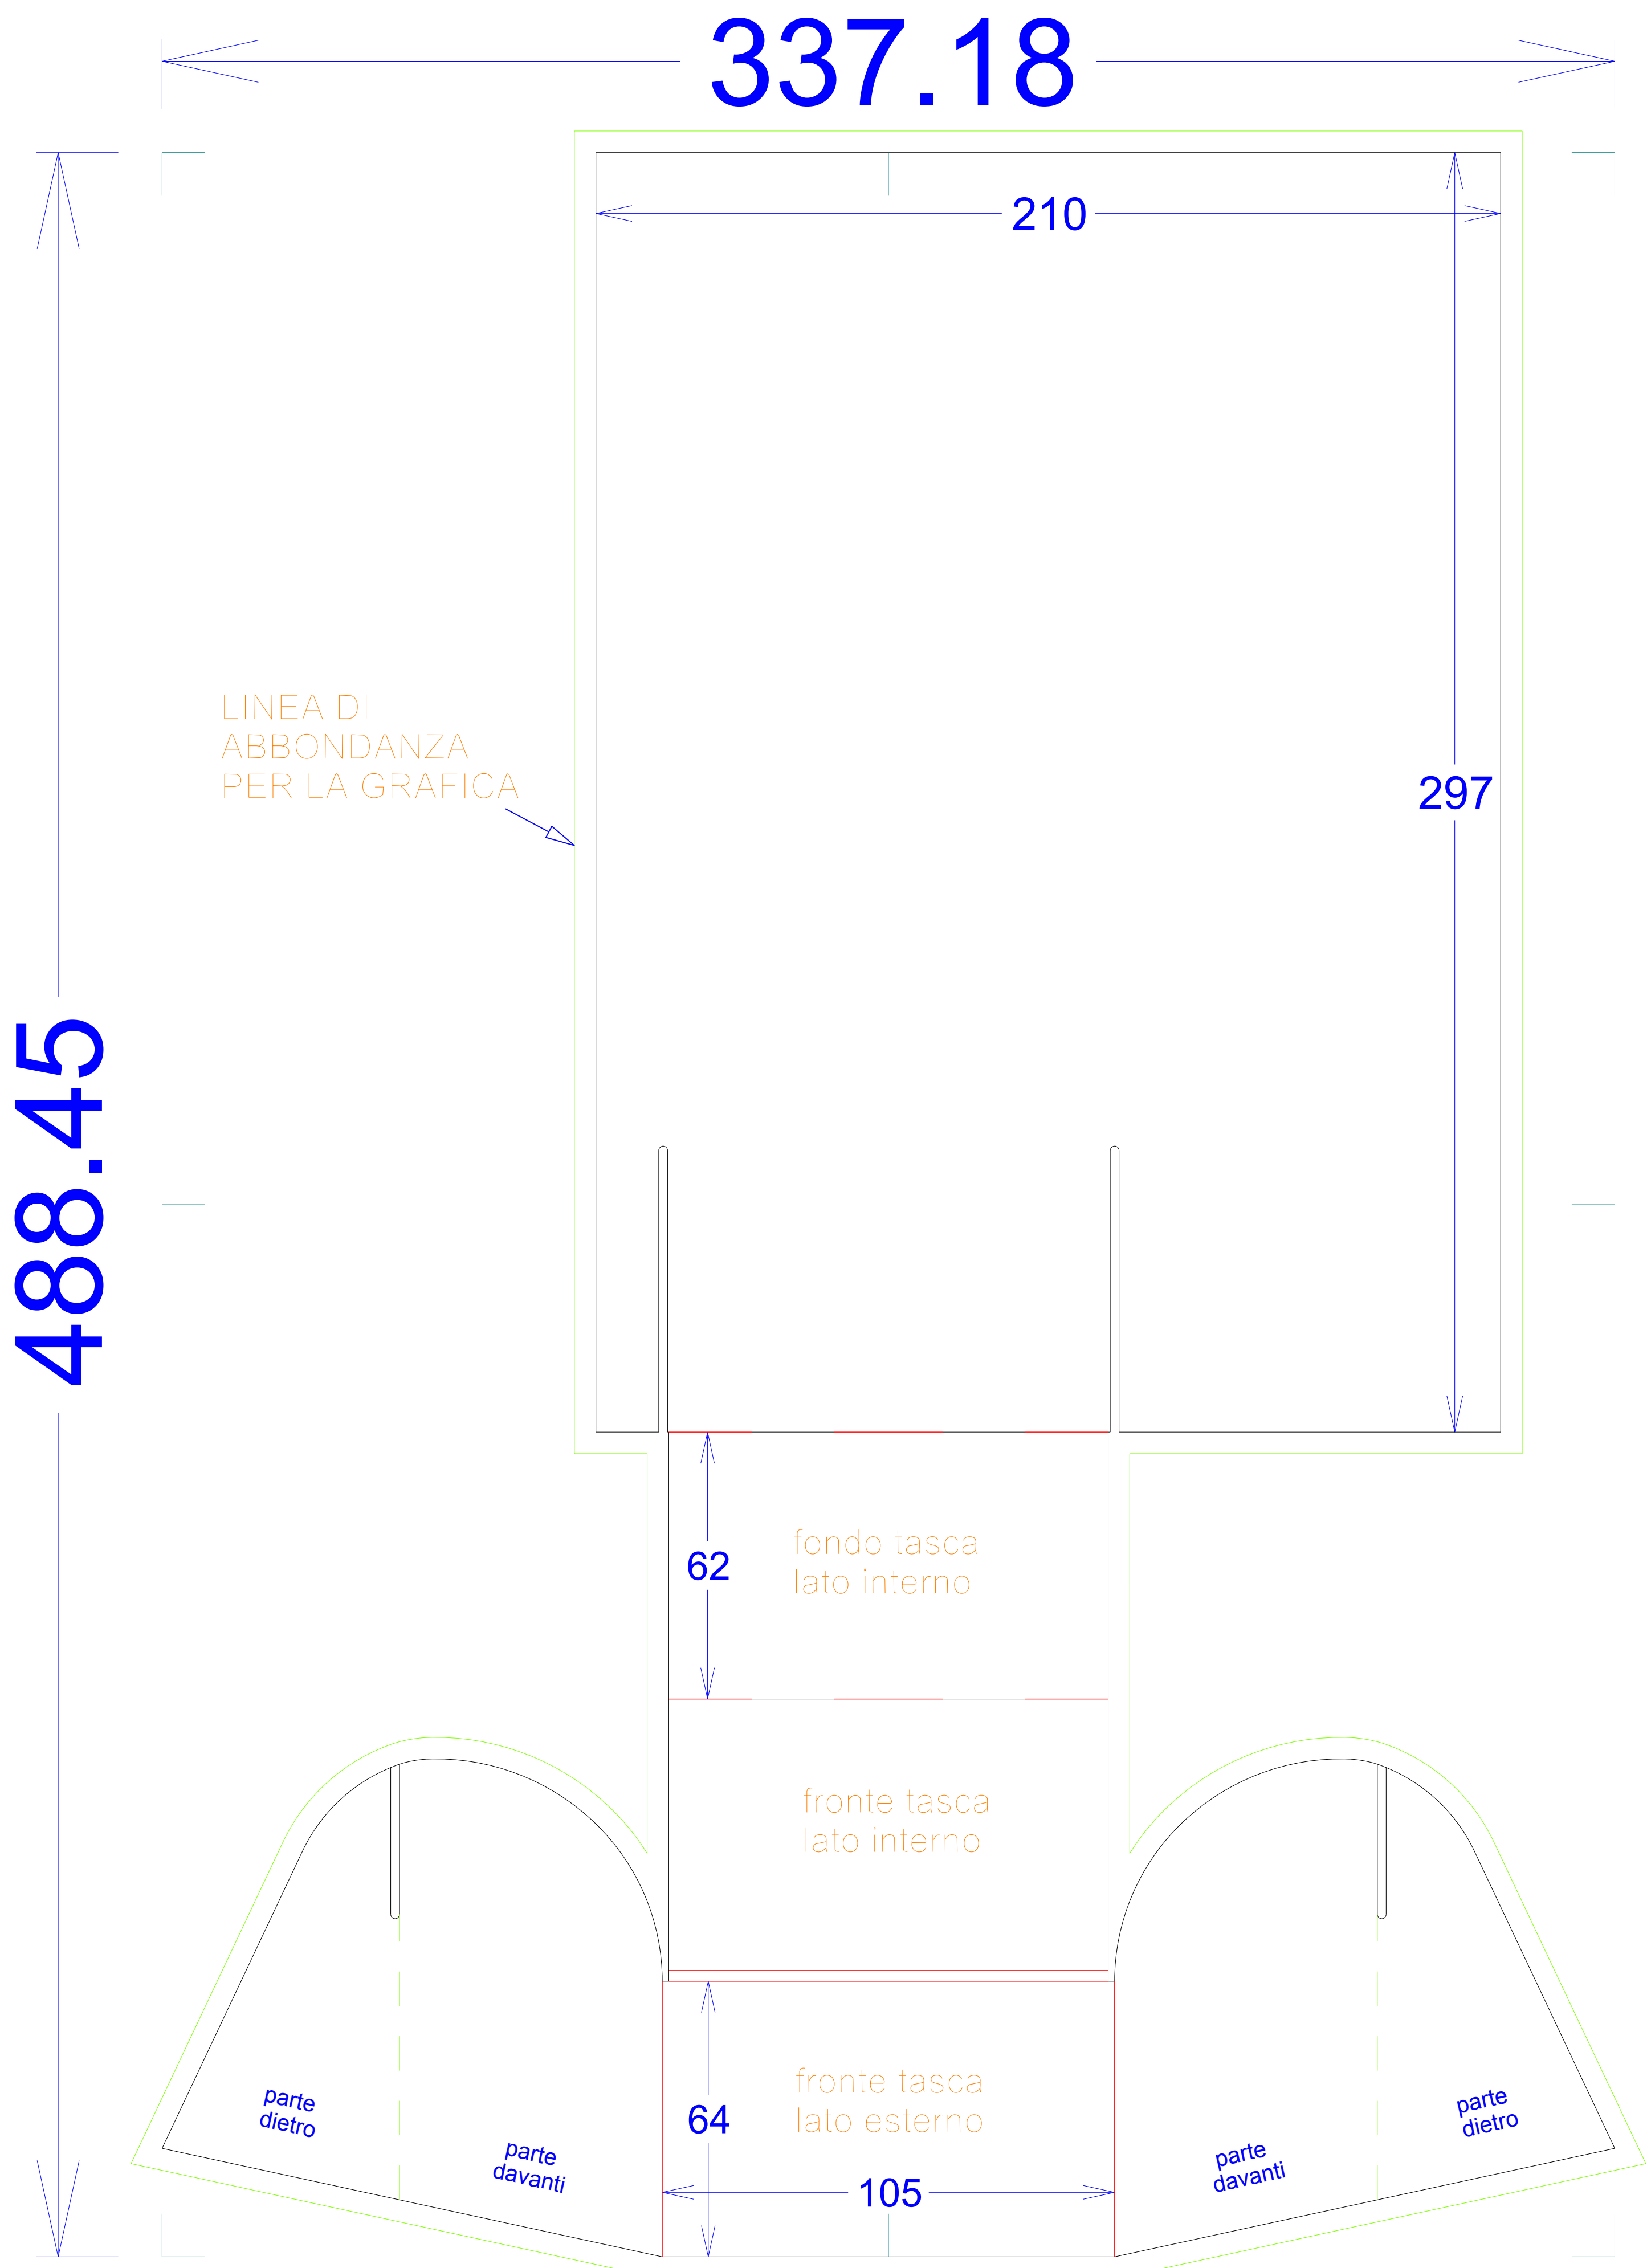 337.18
210
LINEA DI
ABBONDANZA
PER LA GRAFICA
297
488.45
fondo tasca
lato interno
62
fronte tasca
lato interno
fronte tasca
lato esterno
64
105
parte
dietro
parte
davanti
parte
davanti
parte
dietro